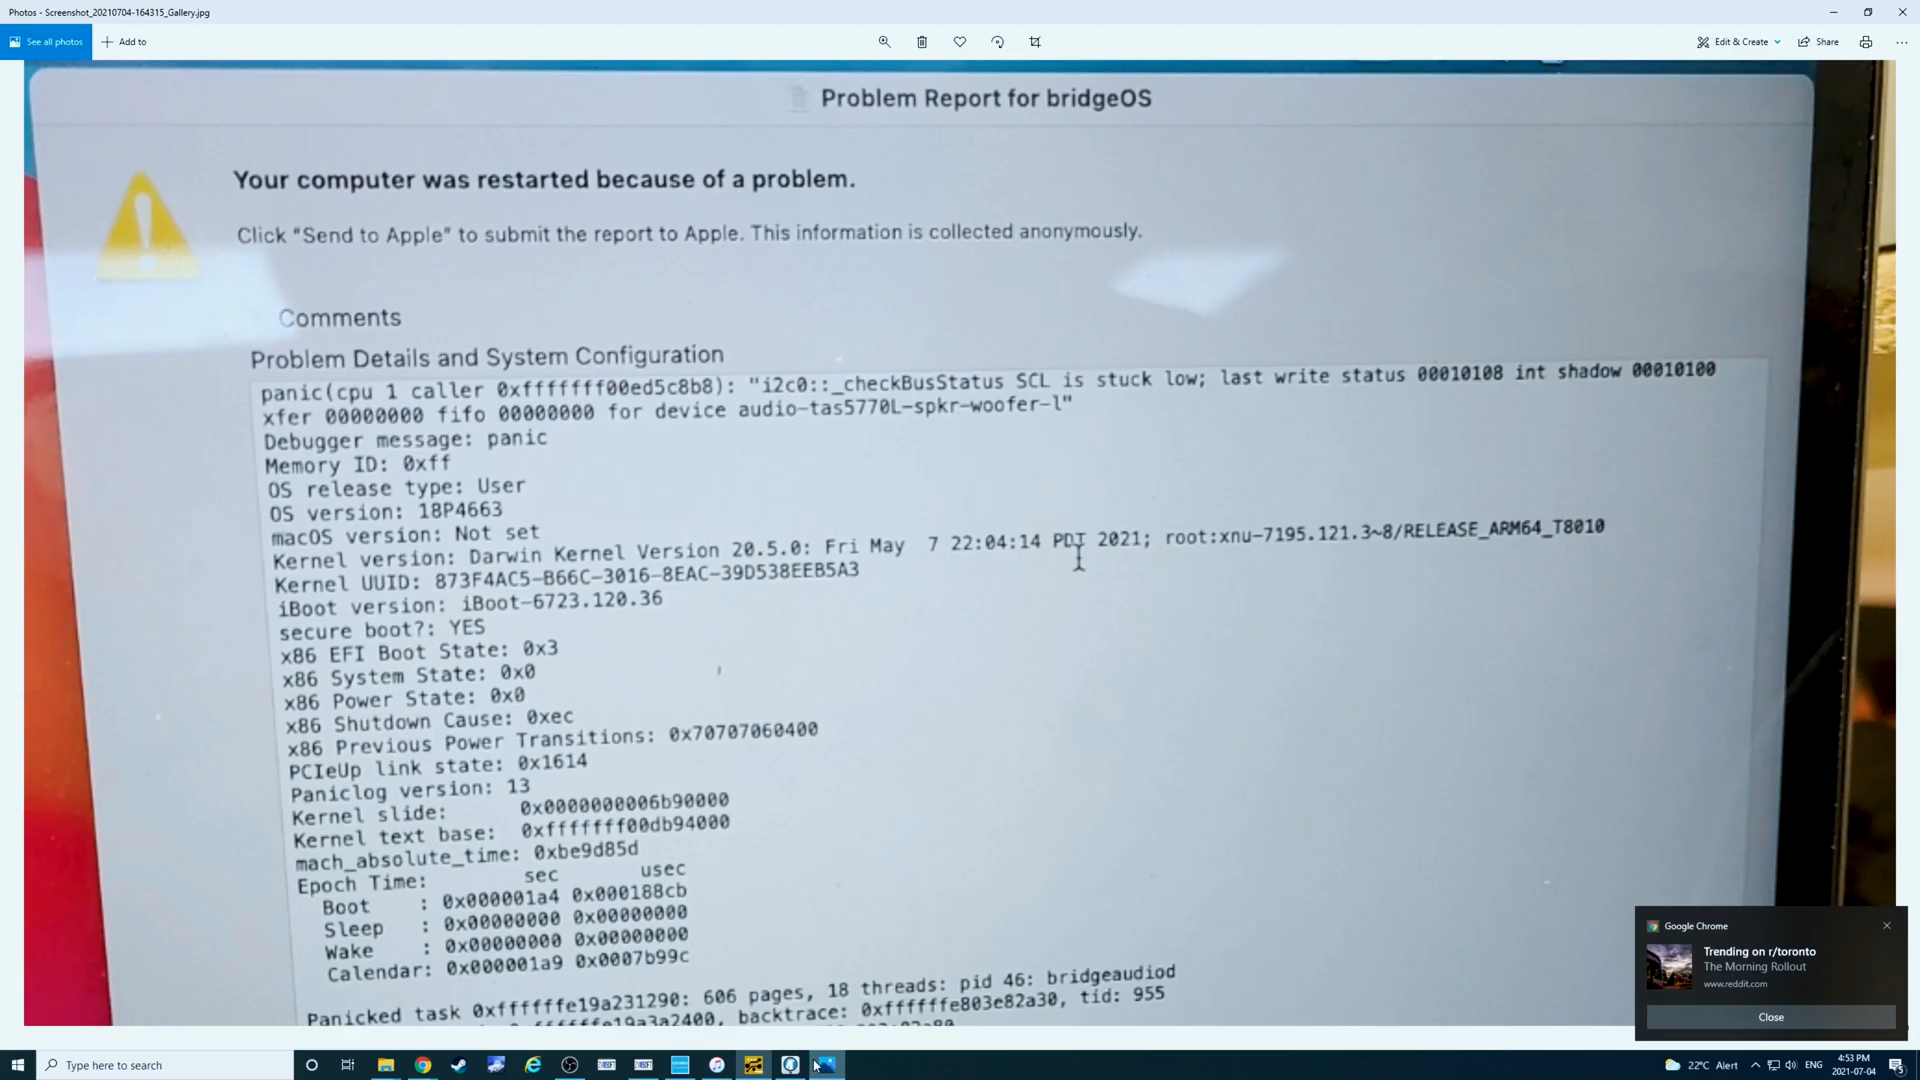 Photos - Screenshot_20210704-164315_Gallery.jpg
See all photos
Add to
Edit & Create
Share
Problem Report for bridgeOS
Your computer was restarted because of a problem.
Click "Send to Apple" to submit the report to Apple. This information is collected anonymously.
Comments
Problem Details and System Configuration
panic(cpu 1 caller 0xfffffff00ed5c8b8): "i2c0::_checkBusStatus SCL is stuck low; last write status 00010108 int shadow 00010100
xfer 00000000 fifo 00000000 for device audio-tas5770L-spkr-woofer-l"
Debugger message: panic
Memory ID: 0xff
OS release type: User
OS version: 18P4663
macOS version: Not set
Kernel version: Darwin Kernel Version 20.5.0: Fri May 7 22:04:14 PDT 2021; root:xnu-7195.121.3~8/RELEASE_ARM64_T8010
Kernel UUID: 873F4AC5-B66C-3016-8EAC-39D538EEB5A3
iBoot version: iBoot-6723.120.36
secure boot?: YES
x86 EFI Boot State: 0x3
x86 System State: 0x0
x86 Power State: 0x0
x86 Shutdown Cause: 0xec
x86 Previous Power Transitions: 0x70707060400
PCIeUp link state: 0x1614
Paniclog version: 13
Kernel slide: 0x0000000006b90000
Kernel text base: 0xfffffff00db94000
mach_absolute_time: 0xbe9d85d
Epoch Time: sec usec
Boot : 0x000001a4 0x000188cb
Sleep : 0x00000000 0x00000000
Wake : 0x00000000 0x00000000
Calendar: 0x000001a9 0x0007b99c
Panicked task 0xffffffe19a231290: 606 pages, 18 threads: pid 46: bridgeaudiod
backtrace: 0xffffffe803e82a30, tid: 955
Google Chrome
Trending on r/toronto
The Morning Rollout
www.reddit.com
Close
Type here to search
22°C Alert
ENG
4:53 PM
2021-07-04